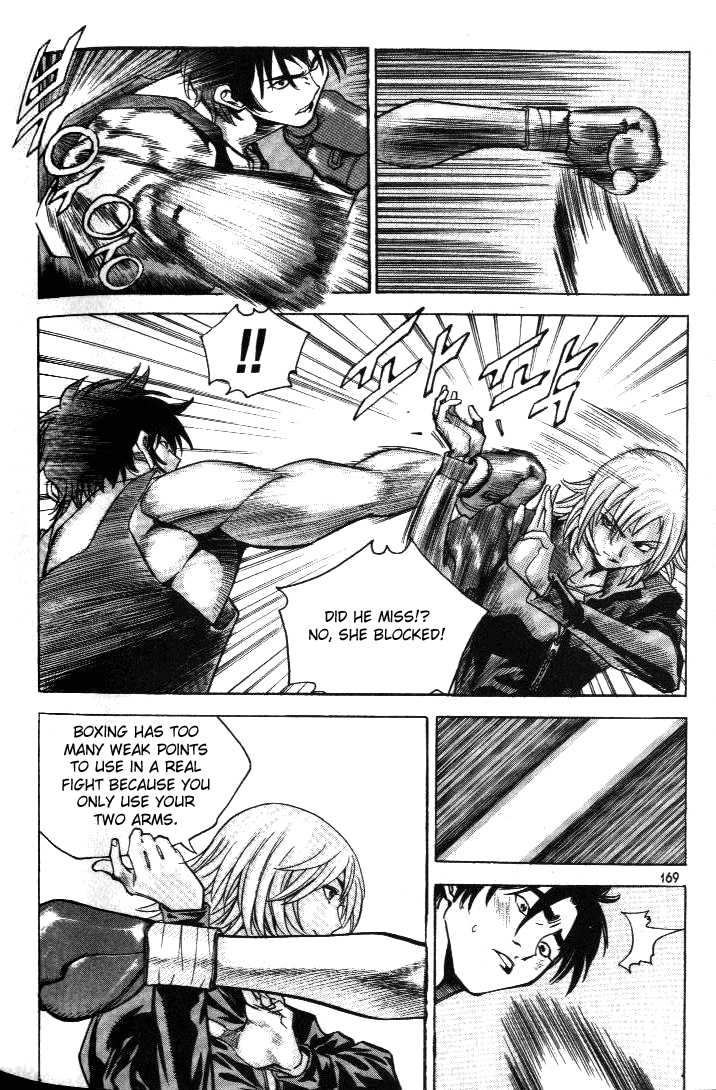 !!
DID HE MISS!?
NO, SHE BLOCKED!
BOXING HAS TOO
MANY WEAK POINTS
TO USE IN A REAL
FIGHT BECAUSE YOU
ONLY USE YOUR
TWO ARMS.
169